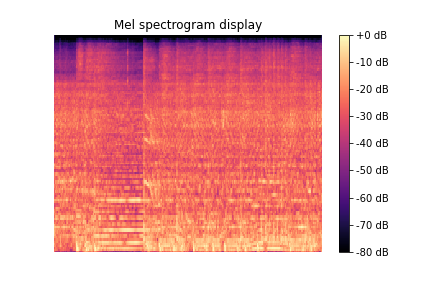 Mel spectrogram display
+0 dB
-10 dB
-20 dB
-30 dB
-40 dB
-50 dB
-60 dB
-70 dB
-80 dB